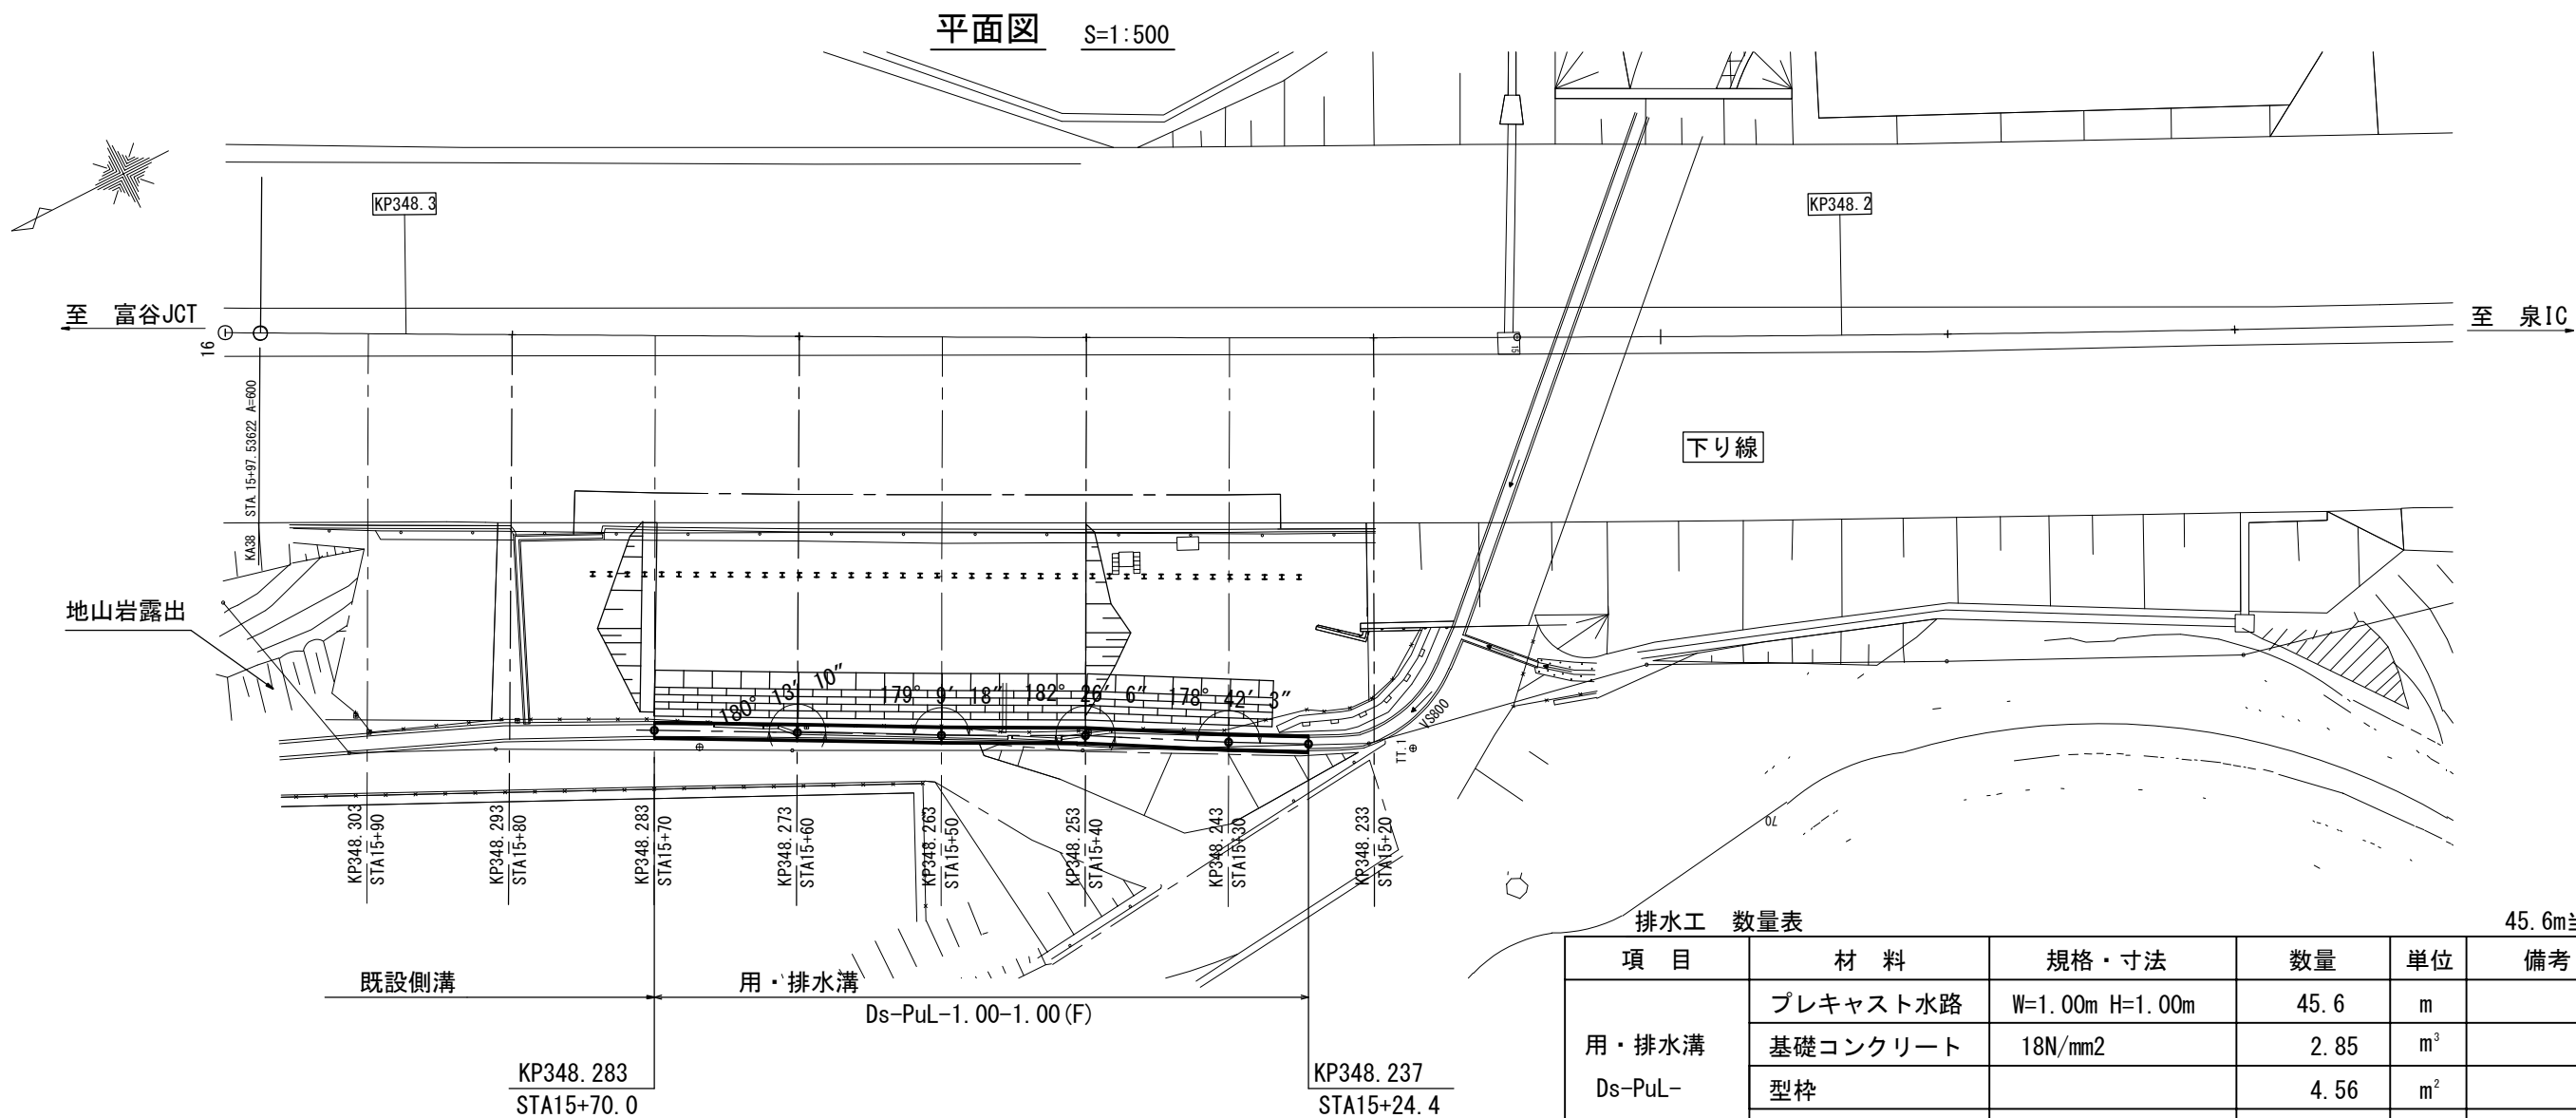 平面図 S=1:500
KP348.3
KP348.2
至 富谷JCT
至 泉IC
16
15
KA38 STA.15+97.53622 A=600
下り線
地山岩露出
180° 13′ 10″
179° 9′ 18″
182° 26′ 6″
178° 42′ 3″
VS800
TT.1
70
KP348.303
STA15+90
KP348.293
STA15+80
KP348.283
STA15+70
KP348.273
STA15+60
KP348.263
STA15+50
KP348.253
STA15+40
KP348.243
STA15+30
KP348.233
STA15+20
既設側溝
用・排水溝
Ds-PuL-1.00-1.00(F)
KP348.283
STA15+70.0
KP348.237
STA15+24.4
排水工 数量表 45.6m
項 目 材 料 規格・寸法 数量 単位 備考
プレキャスト水路 W=1.00m H=1.00m 45.6 m
用・排水溝 基礎コンクリート 18N/mm2 2.85 m³
Ds-PuL- 型枠 4.56 m²